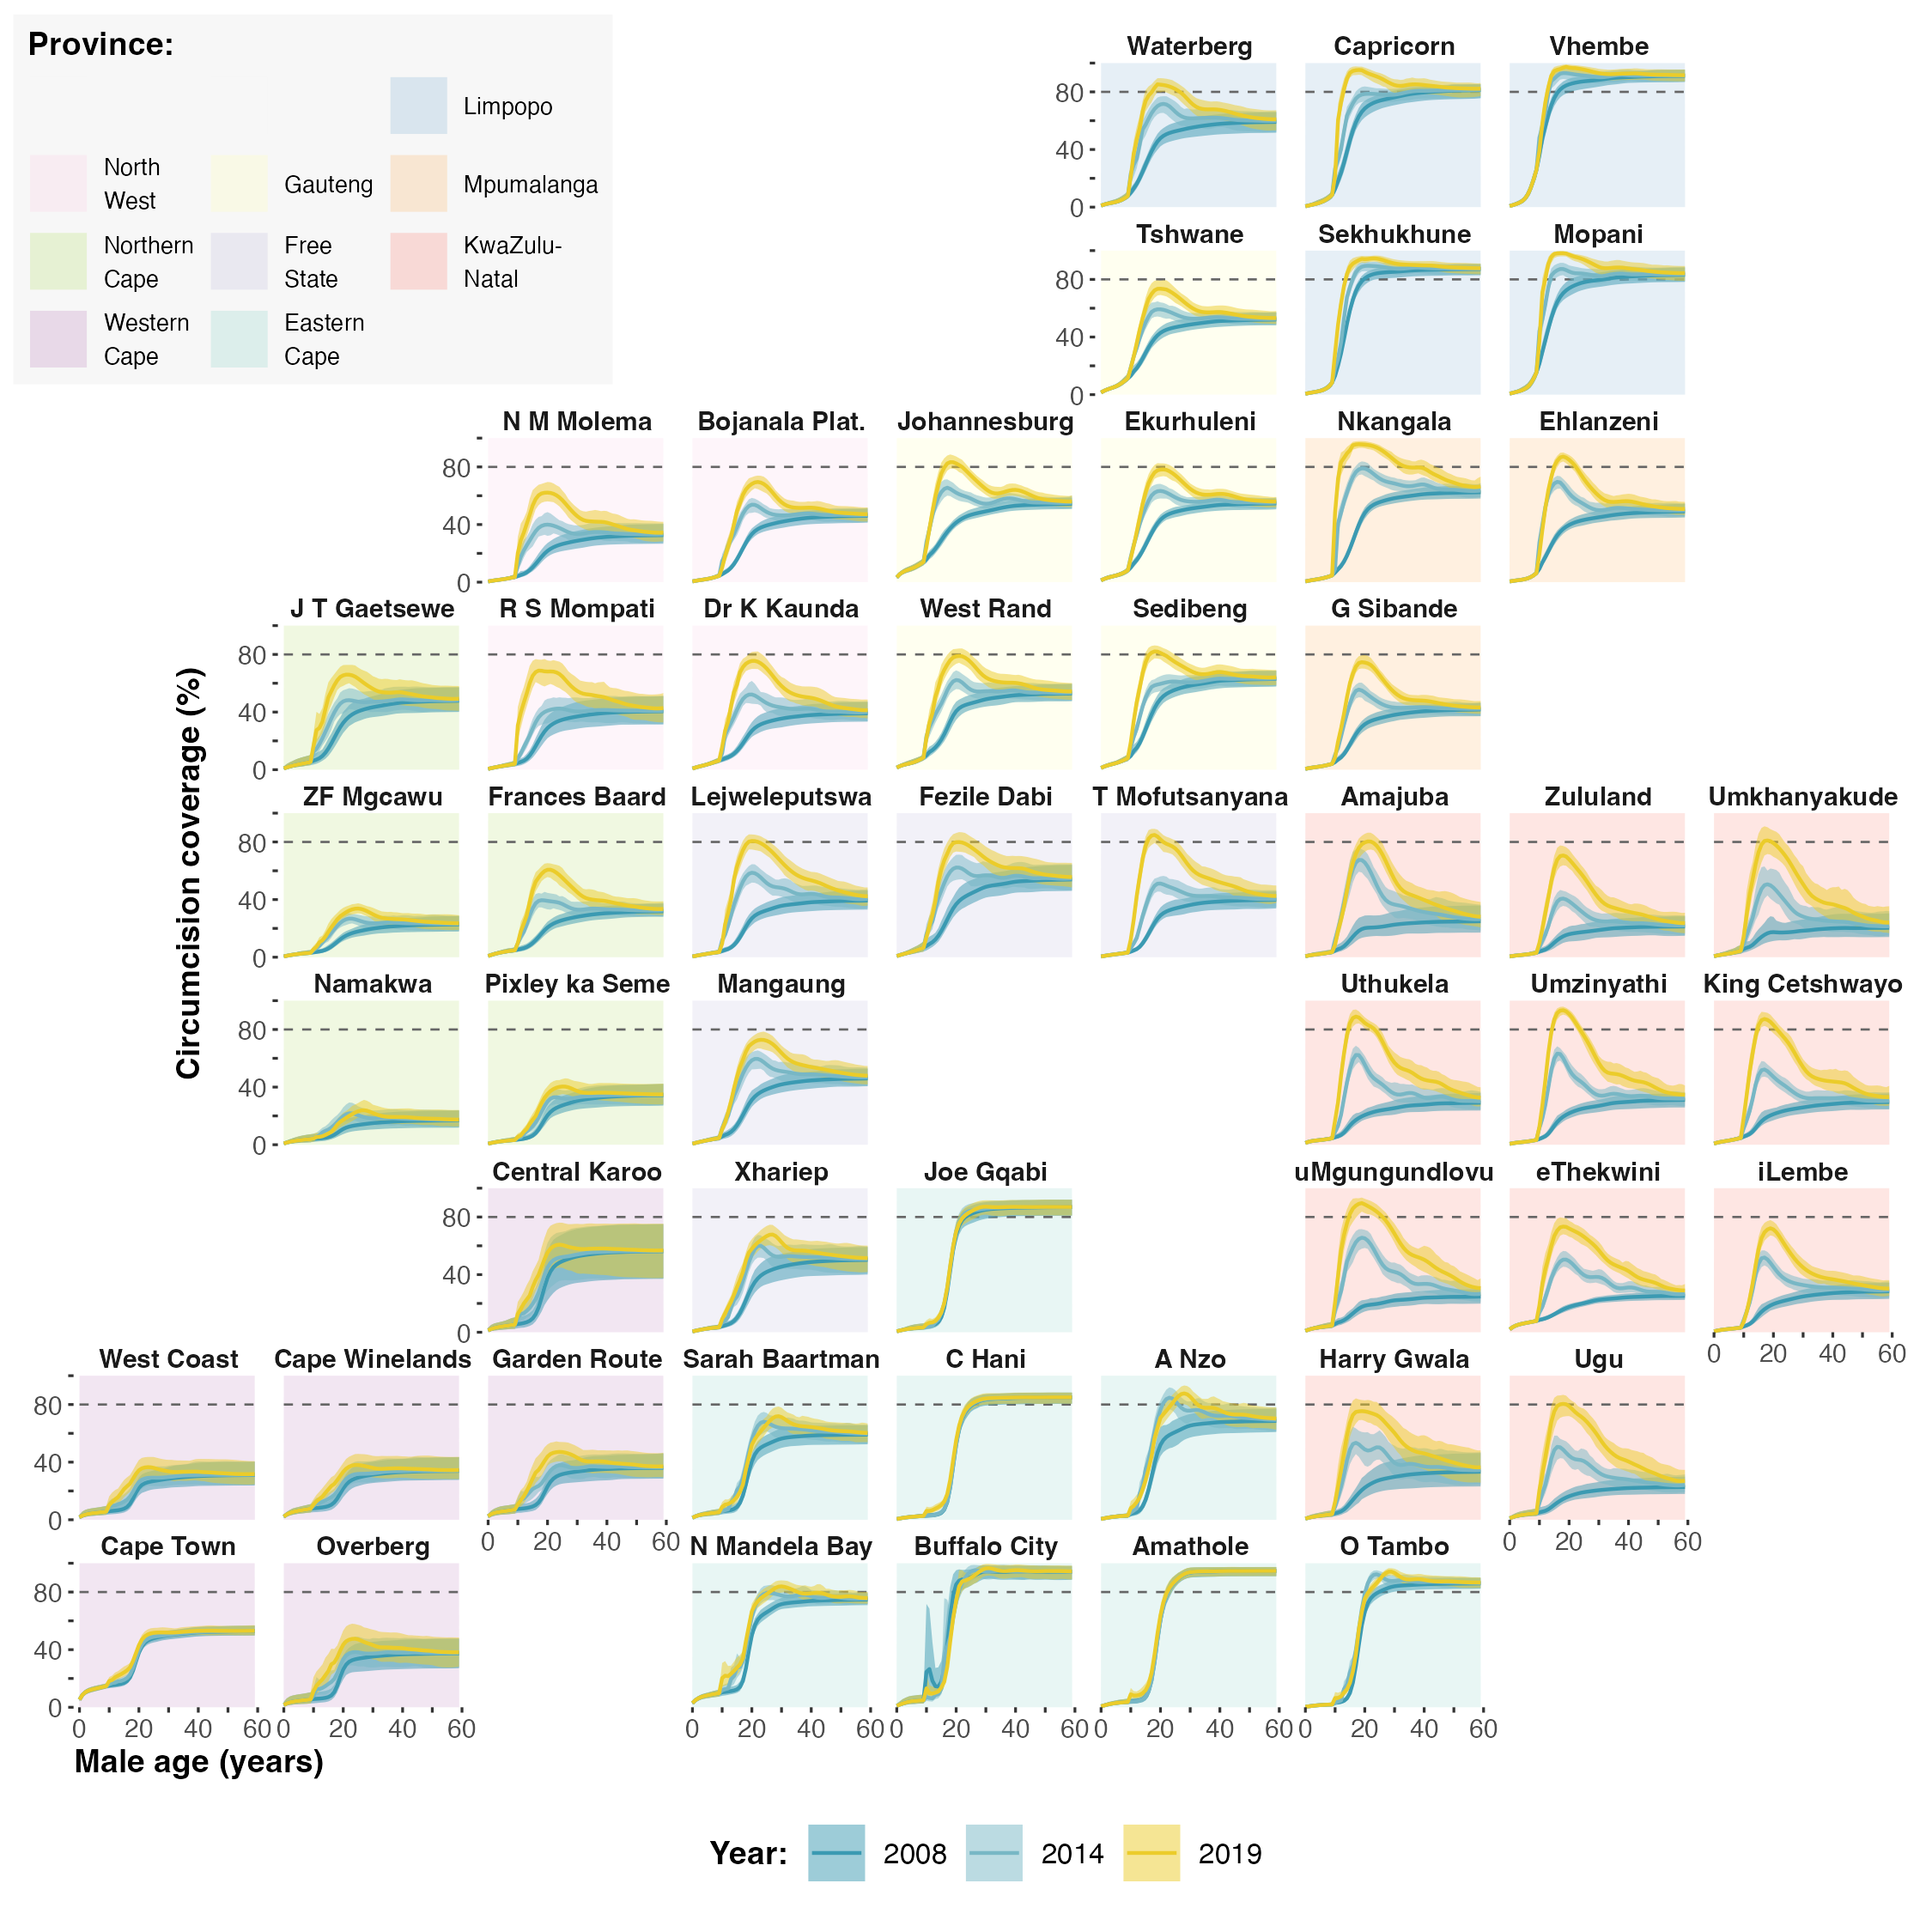 Province:
Limpopo
North
West
Gauteng
Mpumalanga
Northern
Cape
Free
State
KwaZulu-
Natal
Western
Cape
Eastern
Cape
Waterberg Capricorn Vhembe
80
40
0
Tshwane Sekhukhune Mopani
80
40
0
N M Molema Bojanala Plat. Johannesburg Ekurhuleni Nkangala Ehlanzeni
80
40
0
J T Gaetsewe R S Mompati Dr K Kaunda West Rand Sedibeng G Sibande
80
40
0
Circumcision coverage (%)
ZF Mgcawu Frances Baard Lejweleputswa Fezile Dabi T Mofutsanyana Amajuba Zululand Umkhanyakude
80
40
0
Namakwa Pixley ka Seme Mangaung Uthukela Umzinyathi King Cetshwayo
80
40
0
Central Karoo Xhariep Joe Gqabi uMgungundlovu eThekwini iLembe
80
40
0
0 20 40 60
West Coast Cape Winelands Garden Route Sarah Baartman C Hani A Nzo Harry Gwala Ugu
80
40
0
0 20 40 60 0 20 40 60
Cape Town Overberg N Mandela Bay Buffalo City Amathole O Tambo
80
40
0
0 20 40 60 0 20 40 60 0 20 40 60 0 20 40 60 0 20 40 60 0 20 40 60
Male age (years)
Year: 2008 2014 2019